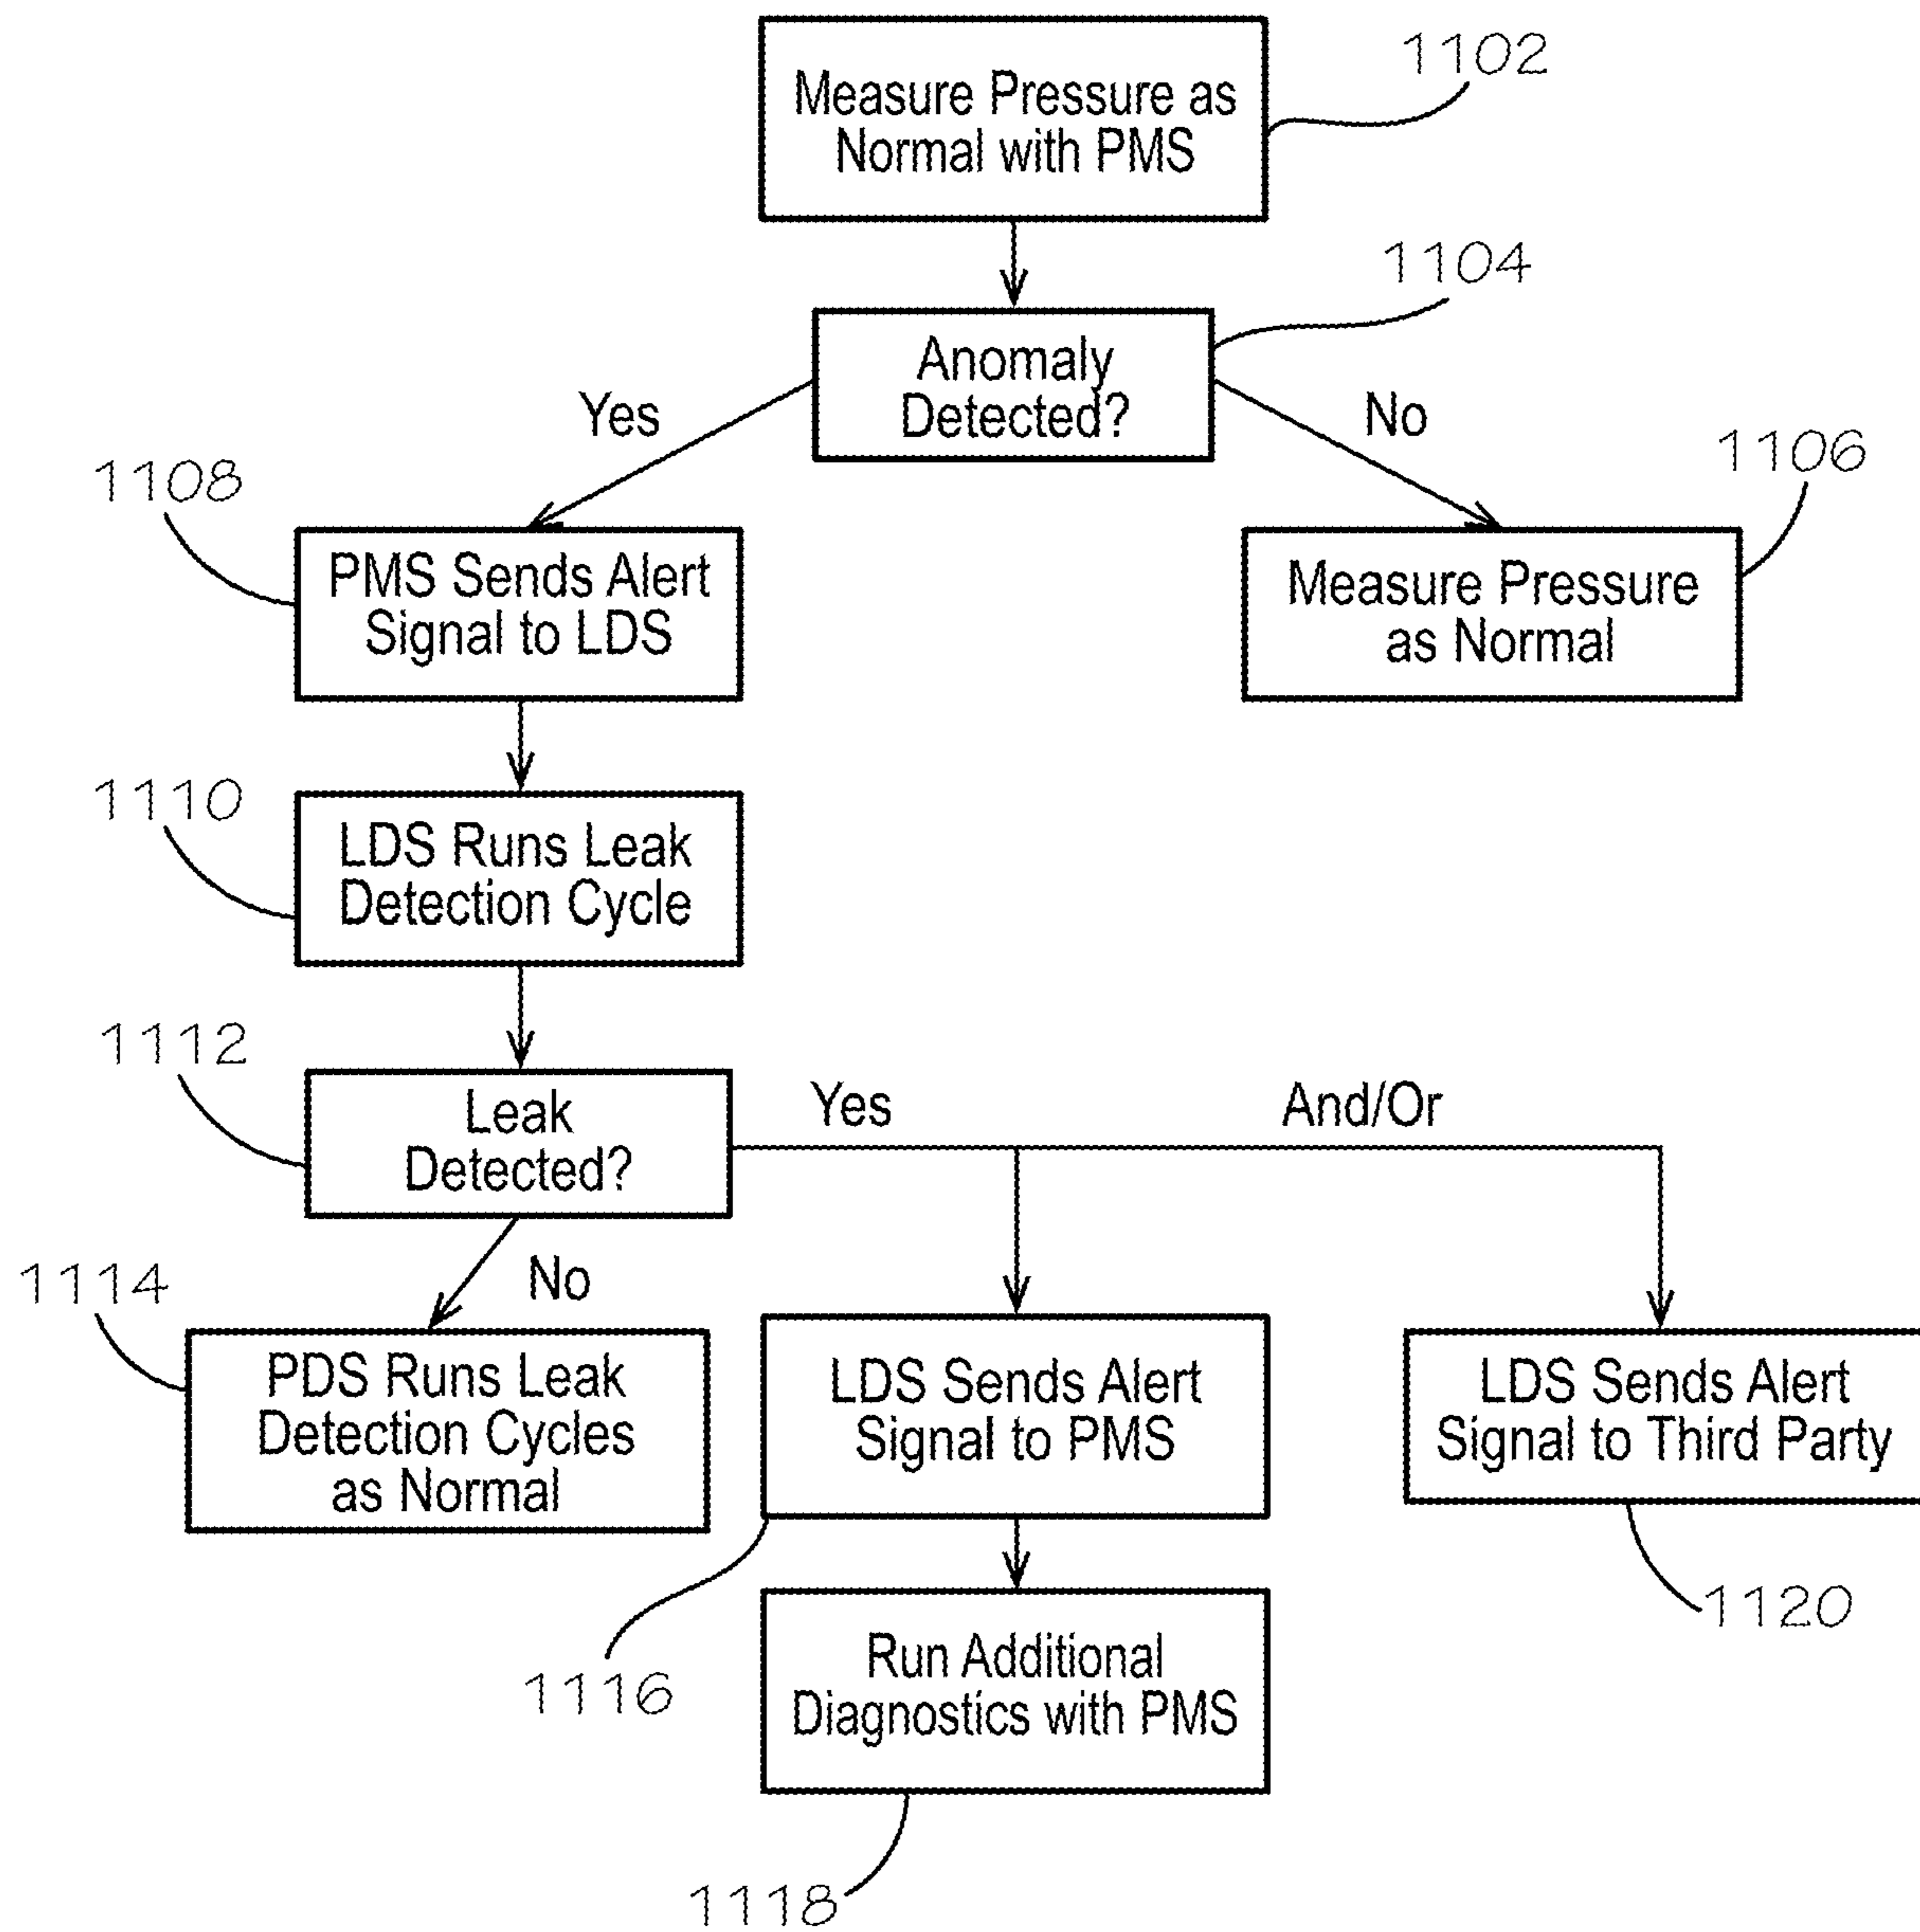 Measure Pressure as
Normal with PMS
1102
1104
Anomaly
Detected?
Yes
No
1108
1106
PMS Sends Alert
Signal to LDS
Measure Pressure
as Normal
1110
LDS Runs Leak
Detection Cycle
1112
Leak
Detected?
Yes
And/Or
No
1114
PDS Runs Leak
Detection Cycles
as Normal
LDS Sends Alert
Signal to PMS
LDS Sends Alert
Signal to Third Party
1116
1120
Run Additional
Diagnostics with PMS
1118